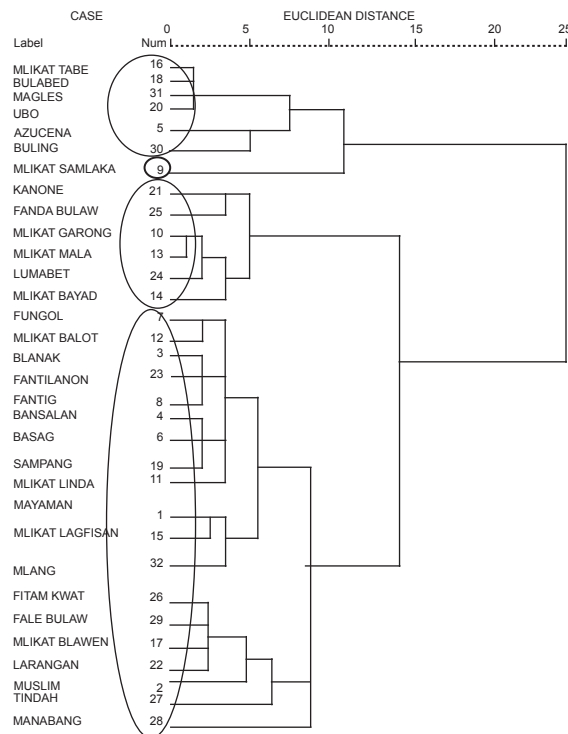 CASE EUCLIDEAN DISTANCE
0 5 10 15 20 25
Label Num
MLIKAT TABE 16
BULABED 18
MAGLES 31
UBO 20
AZUCENA 5
BULING 30
MLIKAT SAMLAKA 9
KANONE 21
FANDA BULAW 25
MLIKAT GARONG 10
MLIKAT MALA 13
LUMABET 24
MLIKAT BAYAD 14
FUNGOL 7
MLIKAT BALOT 12
BLANAK 3
FANTILANON 23
FANTIG 8
BANSALAN 4
BASAG 6
SAMPANG 19
MLIKAT LINDA 11
MAYAMAN 1
MLIKAT LAGFISAN 15
MLANG 32
FITAM KWAT 26
FALE BULAW 29
MLIKAT BLAWEN 17
LARANGAN 22
MUSLIM 2
TINDAH 27
MANABANG 28